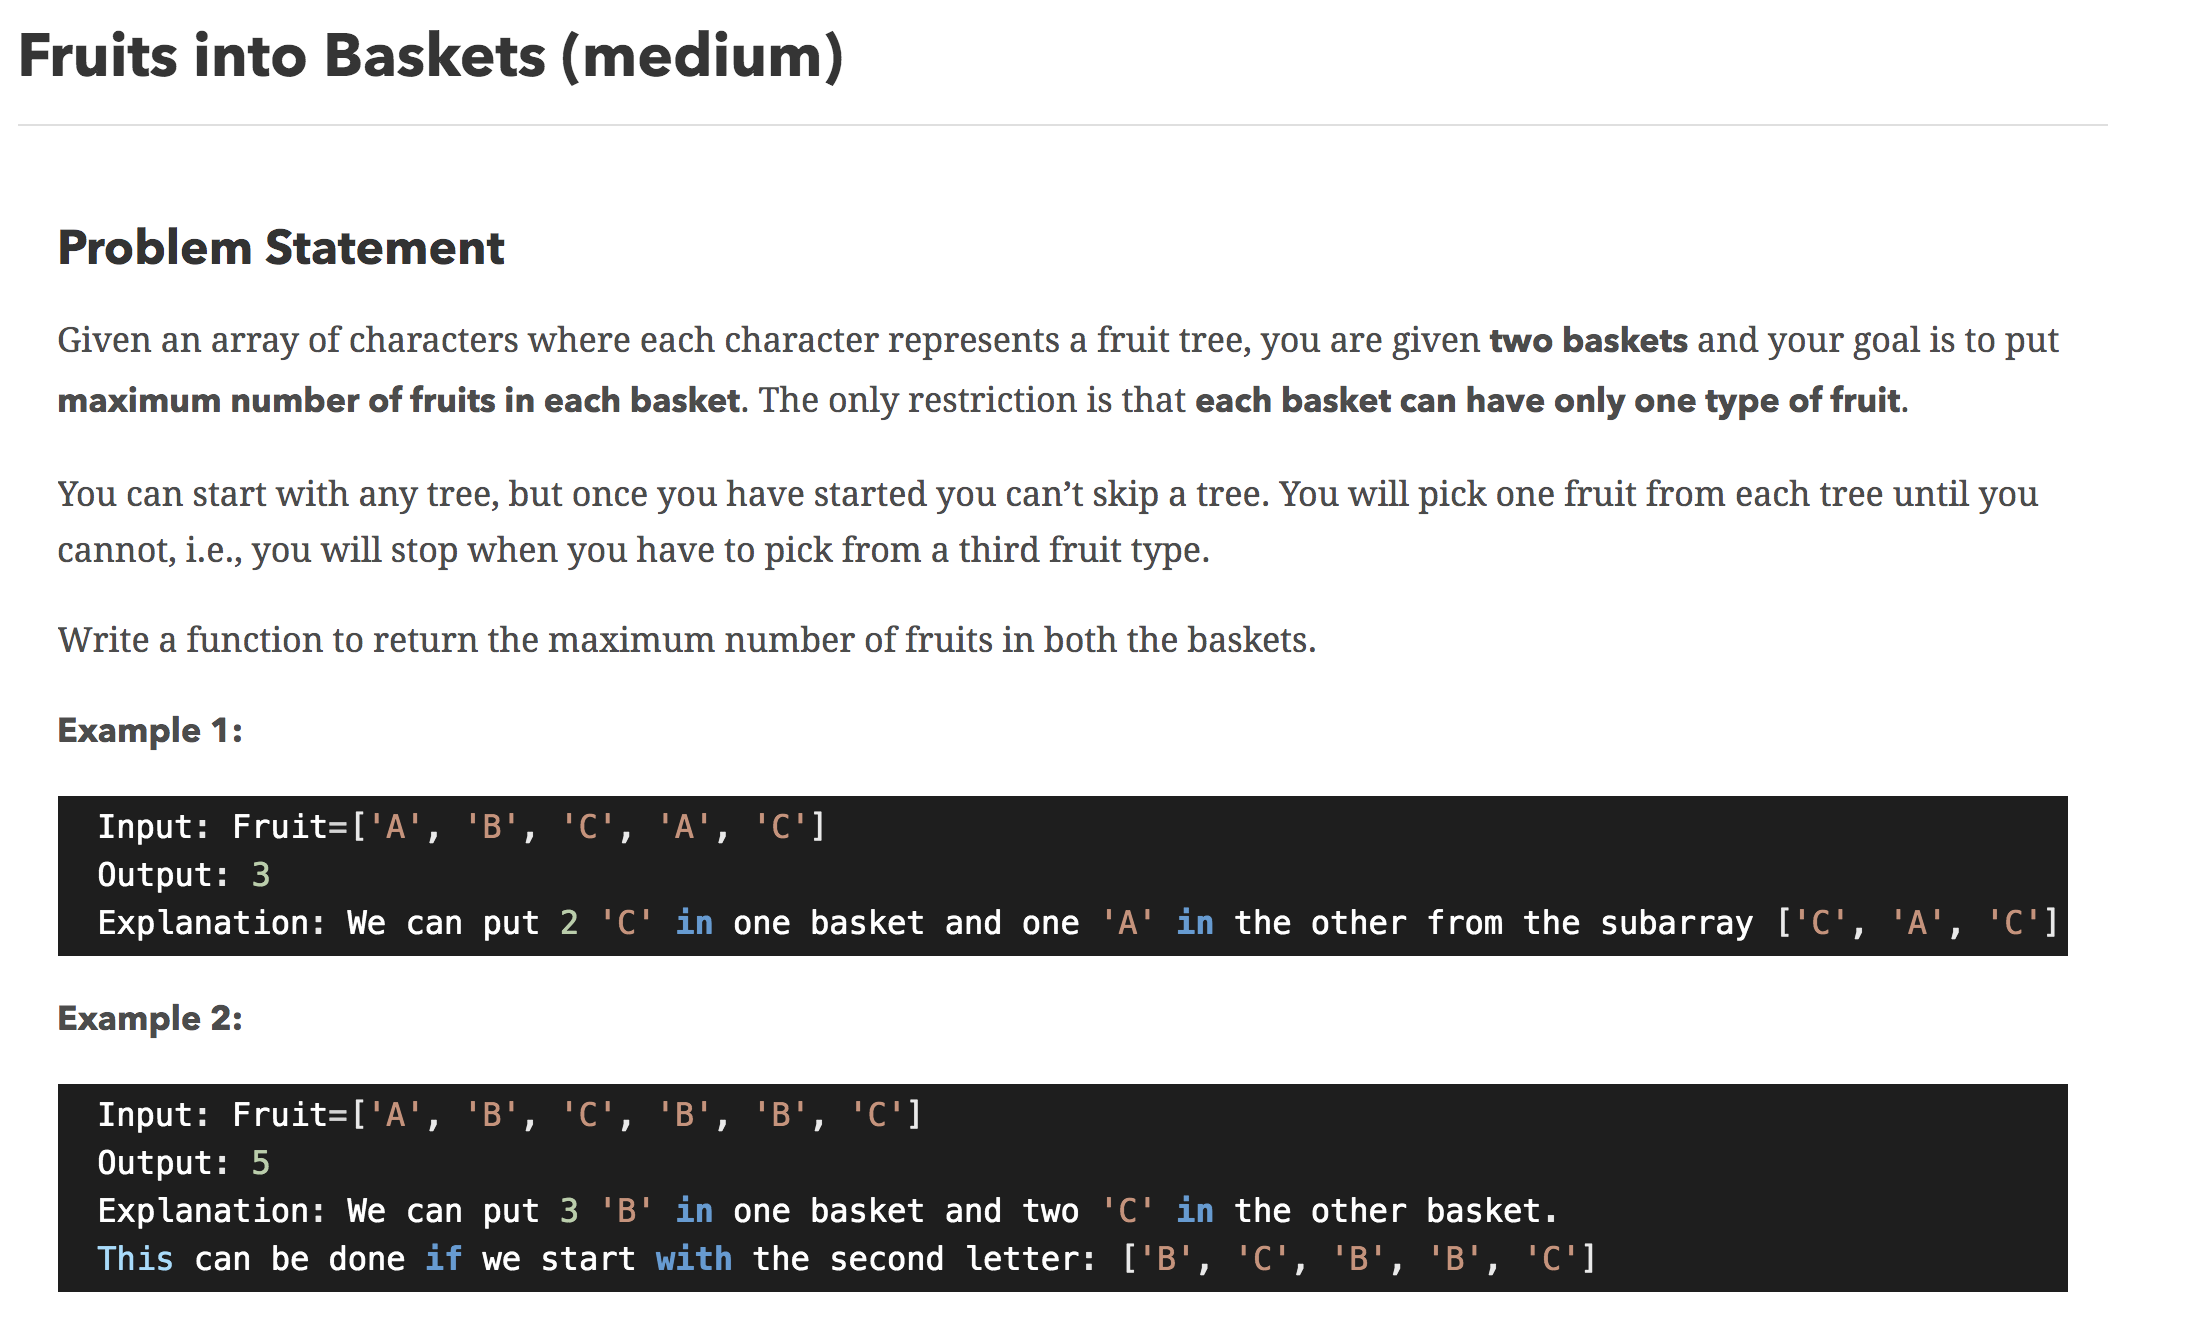 Fruits into Baskets (medium)
Problem Statement
Given an array of characters where each character represents a fruit tree, you are given two baskets and your goal is to put
maximum number of fruits in each basket. The only restriction is that each basket can have only one type of fruit.
You can start with any tree, but once you have started you can’t skip a tree. You will pick one fruit from each tree until you
cannot, i.e., you will stop when you have to pick from a third fruit type.
Write a function to return the maximum number of fruits in both the baskets.
Example 1:
Input: Fruit=['A', 'B', 'C', 'A', 'C']
Output: 3
Explanation: We can put 2 'C' in one basket and one 'A' in the other from the subarray ['C', 'A', 'C']
Example 2:
Input: Fruit=['A', 'B', 'C', 'B', 'B', 'C']
Output: 5
Explanation: We can put 3 'B' in one basket and two 'C' in the other basket.
This can be done if we start with the second letter: ['B', 'C', 'B', 'B', 'C']